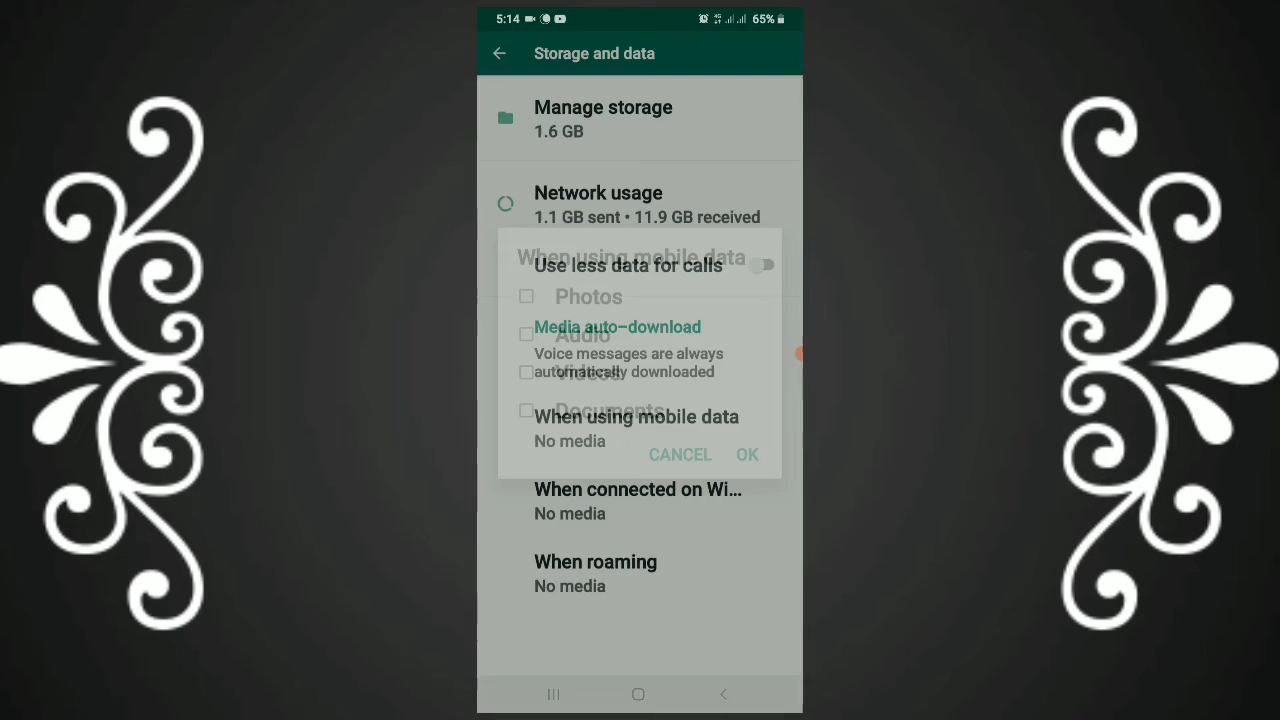 5:14 65%
Storage and data
Manage storage
1.6 GB
Network usage
1.1 GB sent • 11.9 GB received
When using mobile data
Use less data for calls
Photos
Media auto-download
Audio
Voice messages are always
automatically downloaded
Videos
Documents
When using mobile data
No media
CANCEL OK
When connected on Wi...
No media
When roaming
No media